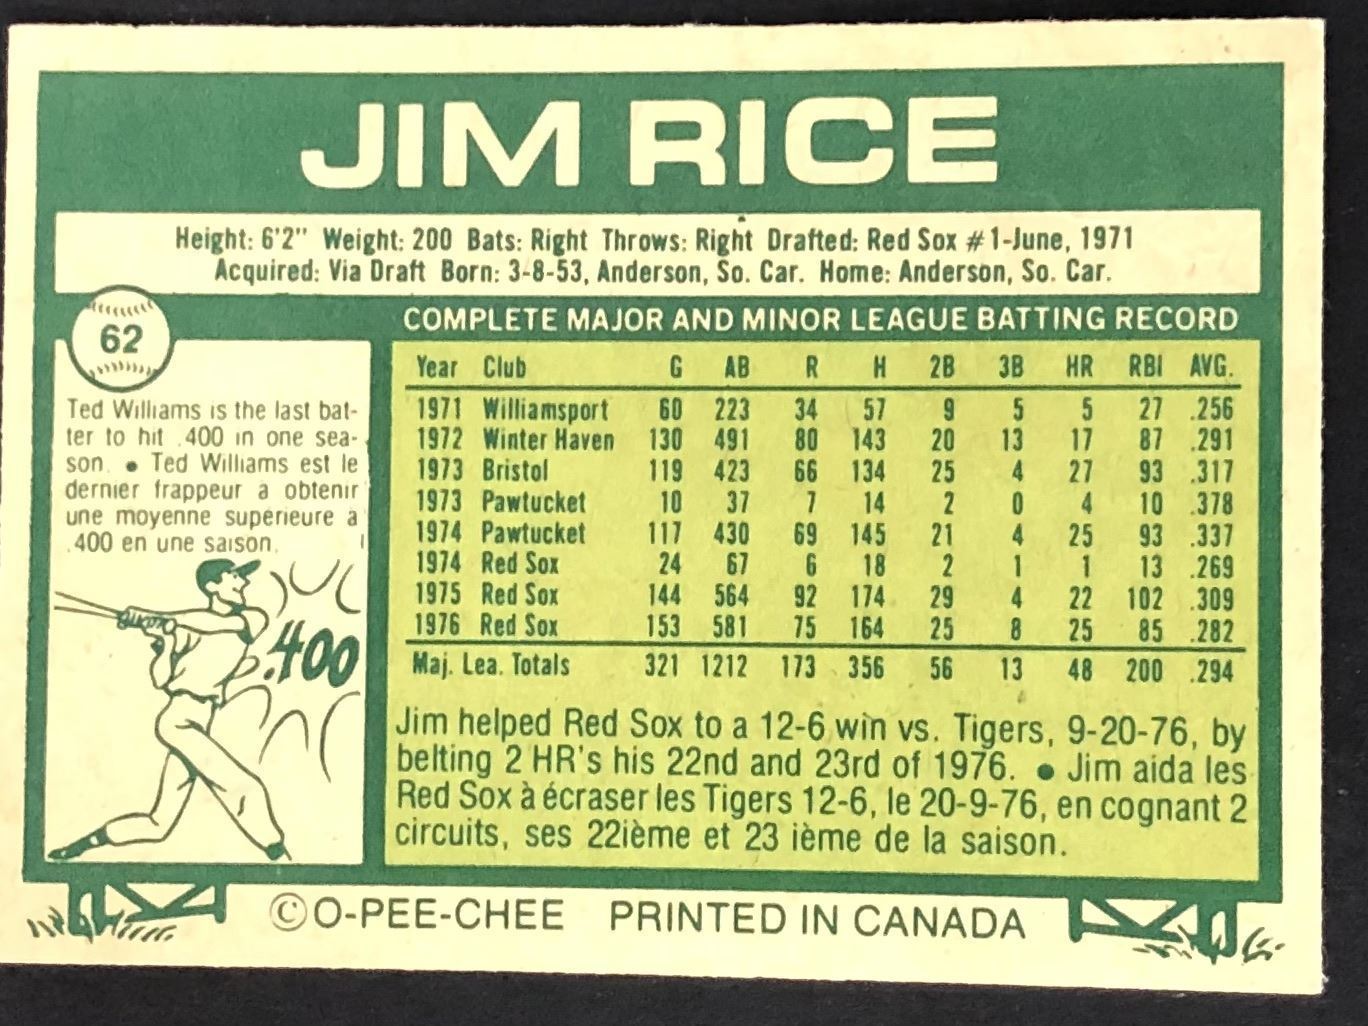 JIM RICE
Height: 6'2" Weight: 200 Bats: Right Throws: Right Drafted: Red Sox #1-June, 1971
Acquired: Via Draft Born: 3-8-53, Anderson, So. Car. Home: Anderson, So. Car.
62
Ted Williams is the last bat-
ter to hit .400 in one sea-
son. • Ted Williams est le
dernier frappeur a obtenir
une moyenne superieure a
.400 en une saison.
.400
COMPLETE MAJOR AND MINOR LEAGUE BATTING RECORD
Year Club G AB R H 2B 3B HR RBI AVG.
1971 Williamsport 60 223 34 57 9 5 5 27 .256
1972 Winter Haven 130 491 80 143 20 13 17 87 .291
1973 Bristol 119 423 66 134 25 4 27 93 .317
1973 Pawtucket 10 37 7 14 2 0 4 10 .378
1974 Pawtucket 117 430 69 145 21 4 25 93 .337
1974 Red Sox 24 67 6 18 2 1 1 13 .269
1975 Red Sox 144 564 92 174 29 4 22 102 .309
1976 Red Sox 153 581 75 164 25 8 25 85 .282
Maj. Lea. Totals 321 1212 173 356 56 13 48 200 .294
Jim helped Red Sox to a 12-6 win vs. Tigers, 9-20-76, by
belting 2 HR's his 22nd and 23rd of 1976. • Jim aida les
Red Sox à écraser les Tigers 12-6, le 20-9-76, en cognant 2
circuits, ses 22ième et 23 ième de la saison.
© O-PEE-CHEE PRINTED IN CANADA